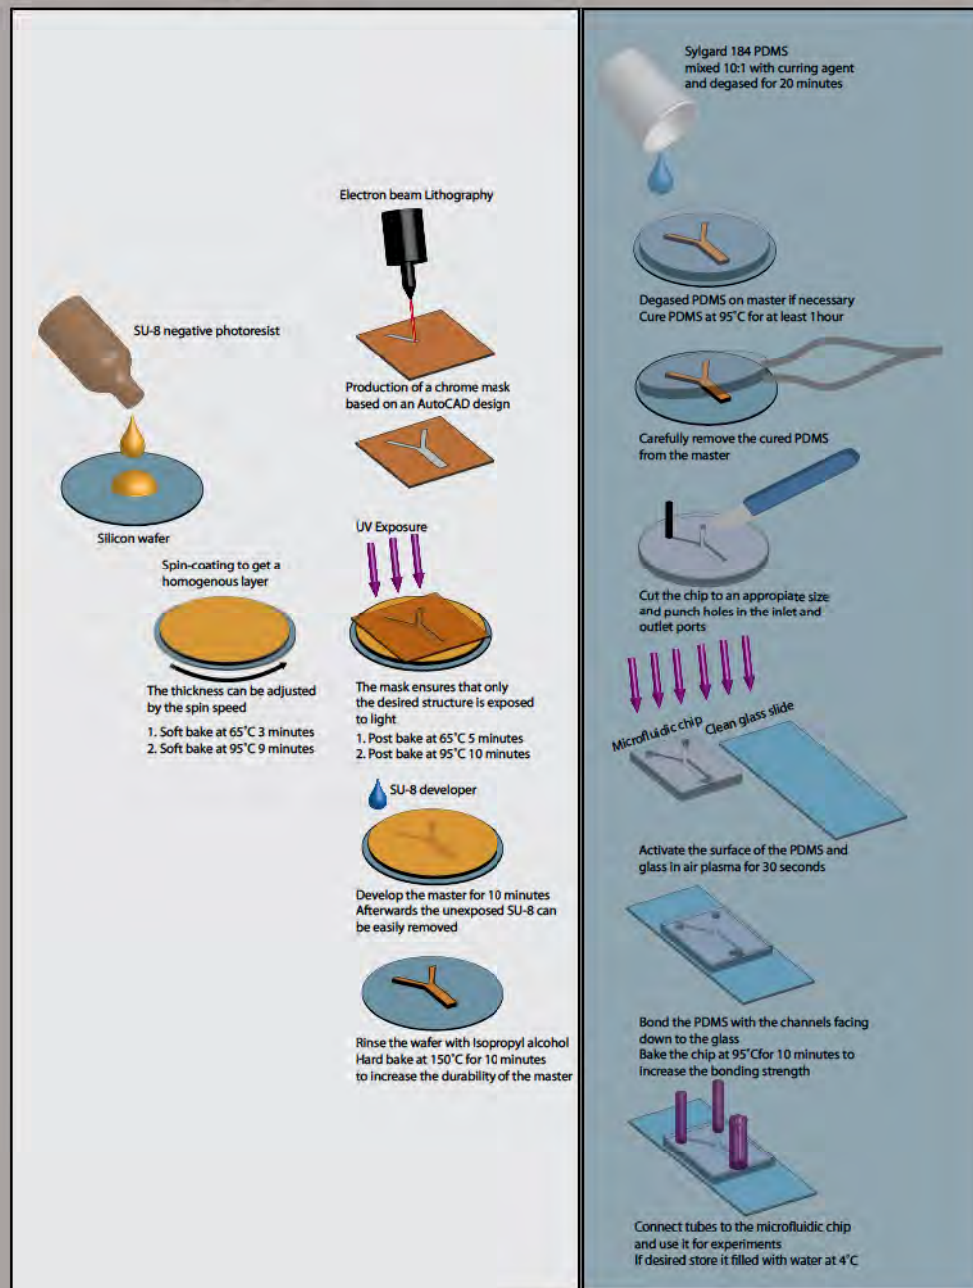 SU-8 negative photoresist
Silicon wafer
Spin-coating to get a
homogenous layer
The thickness can be adjusted
by the spin speed
1. Soft bake at 65˚C 3 minutes
2. Soft bake at 95˚C 9 minutes
Electron beam Lithography
Production of a chrome mask
based on an AutoCAD design
UV Exposure
The mask ensures that only
the desired structure is exposed
to light
1. Post bake at 65˚C 5 minutes
2. Post bake at 95˚C 10 minutes
SU-8 developer
Develop the master for 10 minutes
Afterwards the unexposed SU-8 can
be easily removed
Rinse the wafer with Isopropyl alcohol
Hard bake at 150˚C for 10 minutes
to increase the durability of the master
Sylgard 184 PDMS
mixed 10:1 with curring agent
and degased for 20 minutes
Degased PDMS on master if necessary
Cure PDMS at 95˚C for at least 1hour
Carefully remove the cured PDMS
from the master
Cut the chip to an appropiate size
and punch holes in the inlet and
outlet ports
Microfluidic chip
Clean glass slide
Activate the surface of the PDMS and
glass in air plasma for 30 seconds
Bond the PDMS with the channels facing
down to the glass
Bake the chip at 95˚Cfor 10 minutes to
increase the bonding strength
Connect tubes to the microfluidic chip
and use it for experiments
If desired store it filled with water at 4˚C